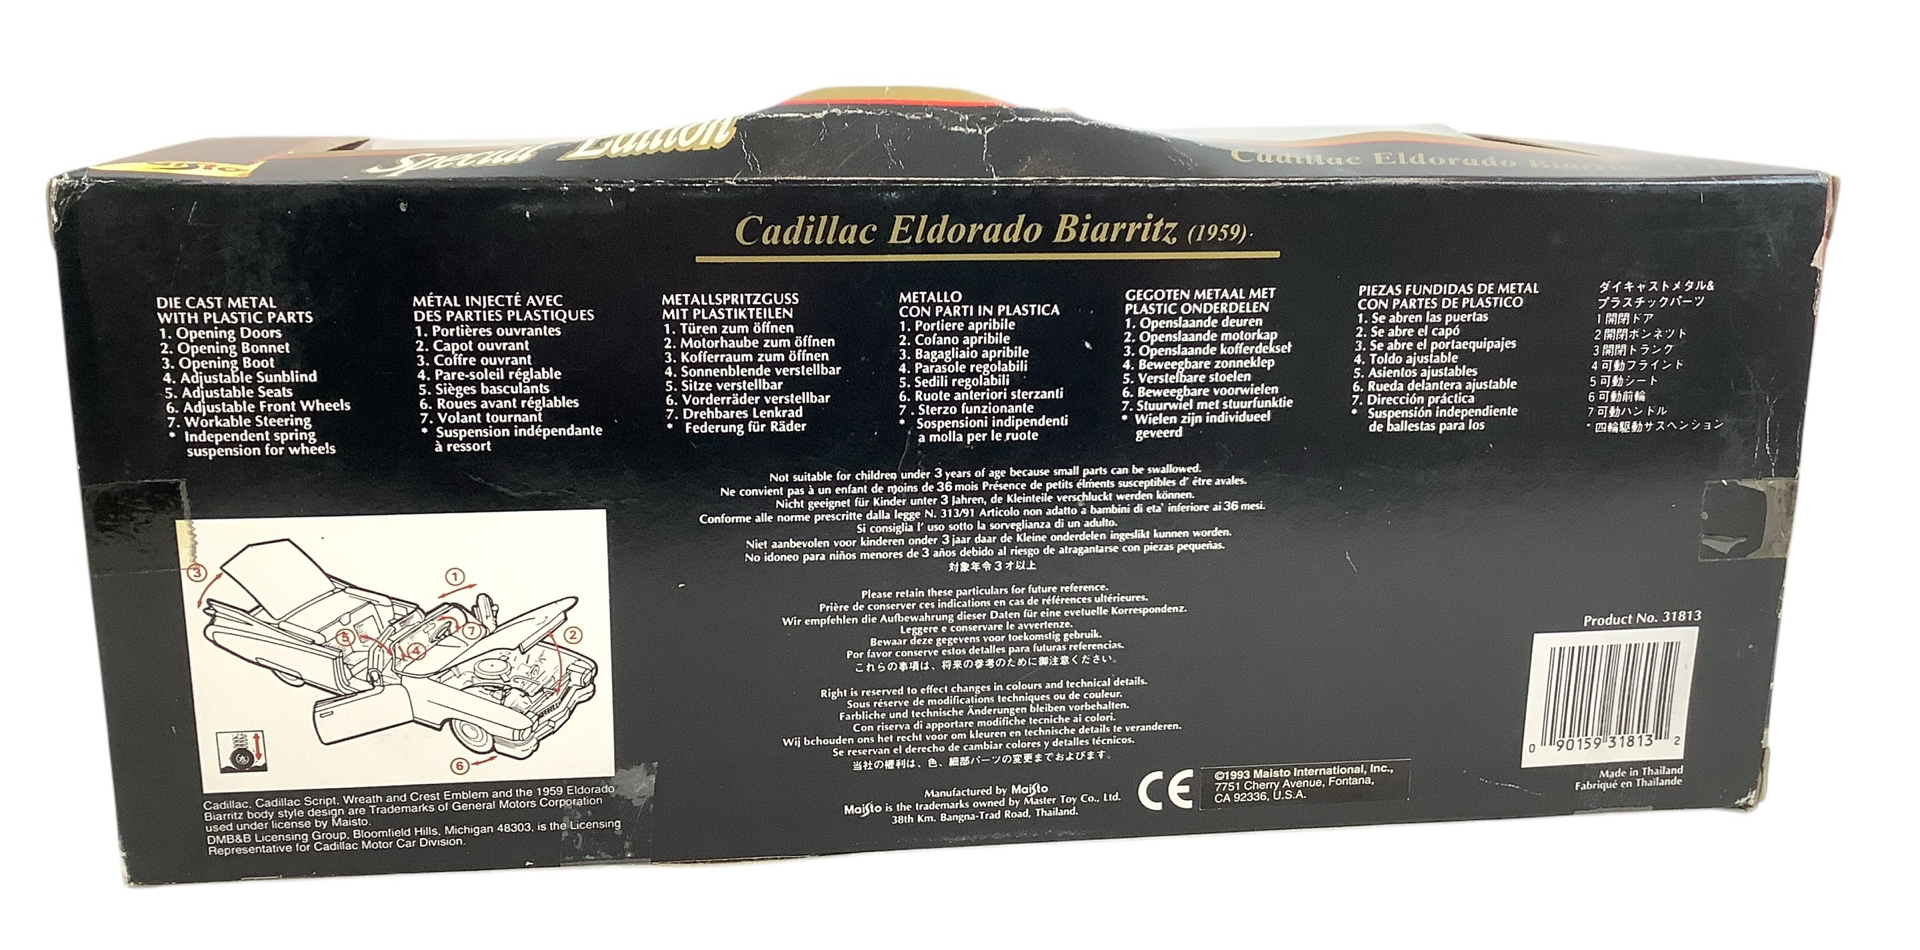 Special Edition
Cadillac Eldorado Biarritz
Cadillac Eldorado Biarritz (1959)
DIE CAST METAL
WITH PLASTIC PARTS
1. Opening Doors
2. Opening Bonnet
3. Opening Boot
4. Adjustable Sunblind
5. Adjustable Seats
6. Adjustable Front Wheels
7. Workable Steering
* Independent spring
suspension for wheels
MÉTAL INJECTÉ AVEC
DES PARTIES PLASTIQUES
1. Portières ouvrantes
2. Capot ouvrant
3. Coffre ouvrant
4. Pare-soleil réglable
5. Sièges basculants
6. Roues avant réglables
7. Volant tournant
* Suspension indépendante
à ressort
METALLSPRITZGUSS
MIT PLASTIKTEILEN
1. Türen zum öffnen
2. Motorhaube zum öffnen
3. Kofferraum zum öffnen
4. Sonnenblende verstellbar
5. Sitze verstellbar
6. Vorderräder verstellbar
7. Drehbares Lenkrad
* Federung für Räder
METALLO
CON PARTI IN PLASTICA
1. Portiere apribile
2. Cofano apribile
3. Bagagliaio apribile
4. Parasole regolabili
5. Sedili regolabili
6. Ruote anteriori sterzanti
7 . Sterzo funzionante
* Sospensioni indipendenti
a molla per le ruote
GEGOTEN METAAL MET
PLASTIC ONDERDELEN
1. Openslaande deuren
2. Openslaande motorkap
3. Openslaande kofferdeksel
4. Beweegbare zonneklep
5. Verstelbare stoelen
6. Beweegbare voorwielen
7. Stuurwiel met stuurfunktie
* Wielen zijn individueel
geveerd
PIEZAS FUNDIDAS DE METAL
CON PARTES DE PLASTICO
1. Se abren las puertas
2. Se abre el capó
3. Se abre el portaequipajes
4. Toldo ajustable
5. Asientos ajustables
6. Rueda delantera ajustable
7. Dirección práctica
* Suspensión independiente
de ballestas para los
ダイキャストメタル&
プラスチックパーツ
1 開閉ドア
2 開閉ボンネット
3 開閉トランク
4 可動フラインド
5 可動シート
6 可動前輪
7 可動ハンドル
* 四輪駆動サスヘンション
Not suitable for children under 3 years of age because small parts can be swallowed.
Ne convient pas à un enfant de moins de 36 mois Présence de petits élments susceptibles d' être avales.
Nicht geeignet für Kinder unter 3 Jahren, de Kleinteile verschluckt werden können.
Conforme alle norme prescritte dalla legge N. 313/91 Articolo non adatto a bambini di eta' inferiore ai 36 mesi.
Si consiglia l' uso sotto la sorveglianza di un adulto.
Niet aanbevolen voor kinderen onder 3 jaar daar de Kleine onderdelen ingeslikt kunnen worden.
No idoneo para niños menores de 3 años debido al riesgo de atragantarse con piezas pequeñas.
対象年令3才以上
Please retain these particulars for future reference.
Prière de conserver ces indications en cas de références ultérieures.
Wir empfehlen die Aufbewahrung dieser Daten für eine evetuelle Korrespondenz.
Leggere e conservare le avvertenze.
Bewaar deze gegevens voor toekomstig gebruik.
Por favor conserve estos detalles para futuras referencias.
これらの事項は、将来の参考のために御注意ください。
Right is reserved to effect changes in colours and technical details.
Sous réserve de modifications techniques ou de couleur.
Farbliche und technische Änderungen bleiben vorbehalten.
Con riserva di apportare modifiche tecniche ai colori.
Wij bchouden ons het recht voor om kleuren en technische details te veranderen.
Se reservan el derecho de cambiar colores y detalles técnicos.
当社の權利は、色、細部パーツの変更までおよびます。
Manufactured by Maisto
Maisto is the trademarks owned by Master Toy Co., Ltd.
38th Km. Bangna-Trad Road, Thailand.
CE
©1993 Maisto International, Inc.,
7751 Cherry Avenue, Fontana,
CA 92336, U.S.A.
Product No. 31813
0 90159 31813 2
Made in Thailand
Fabriqué en Thaïlande
3
1
5
7
4
2
6
Cadillac, Cadillac Script, Wreath and Crest Emblem and the 1959 Eldorado
Biarritz body style design are Trademarks of General Motors Corporation
used under license by Maisto.
DMB&B Licensing Group, Bloomfield Hills, Michigan 48303, is the Licensing
Representative for Cadillac Motor Car Division.